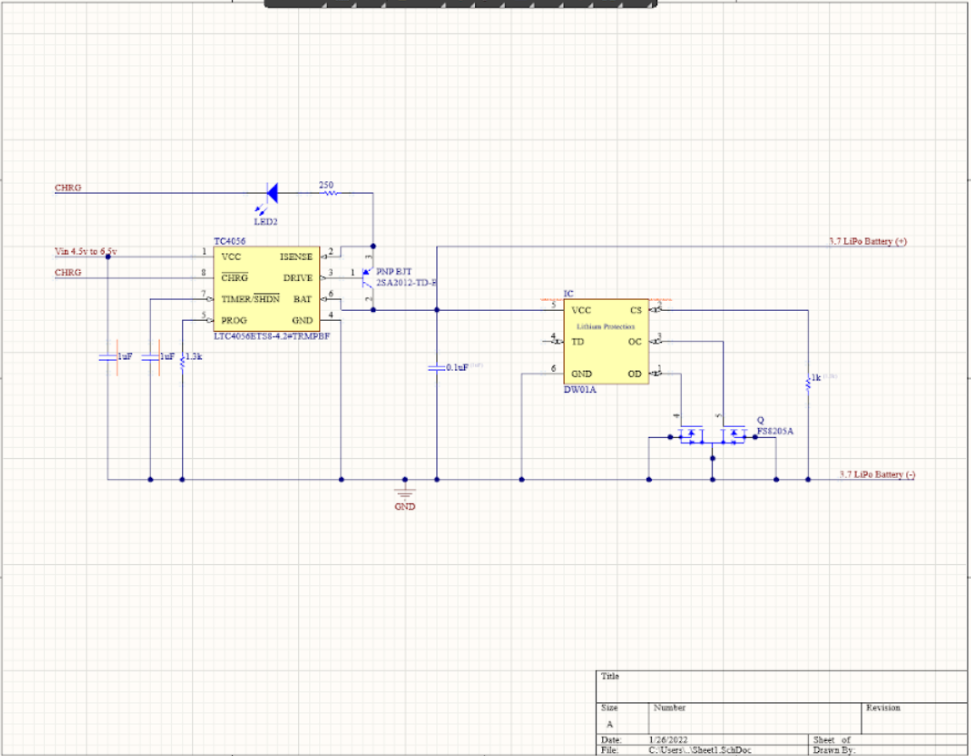 CHRG
250
LED2
TC4056
3.7 LiPo Battery (+)
Vin 4.5v to 6.5v
1
VCC
ISENSE
2
3
CHRG
8
CHRG
DRIVE
3
1
PNP BJT
2SA2012-TD-E
7
TIMER/SHDN
BAT
6
2
5
PROG
GND
4
LTC4056ETS8-4.2#TRMPBF
IC
5
VCC
CS
2
Lithium Protection
4
TD
OC
3
6
GND
OD
1
DW01A
1uF
1uF
1.3k
0.1uF
1k
4
5
Q
FS8205A
3.7 LiPo Battery (-)
GND
Title
Size
Number
Revision
A
Date:
1/26/2022
Sheet of
File:
C:\Users\..\Sheet1.SchDoc
Drawn By: